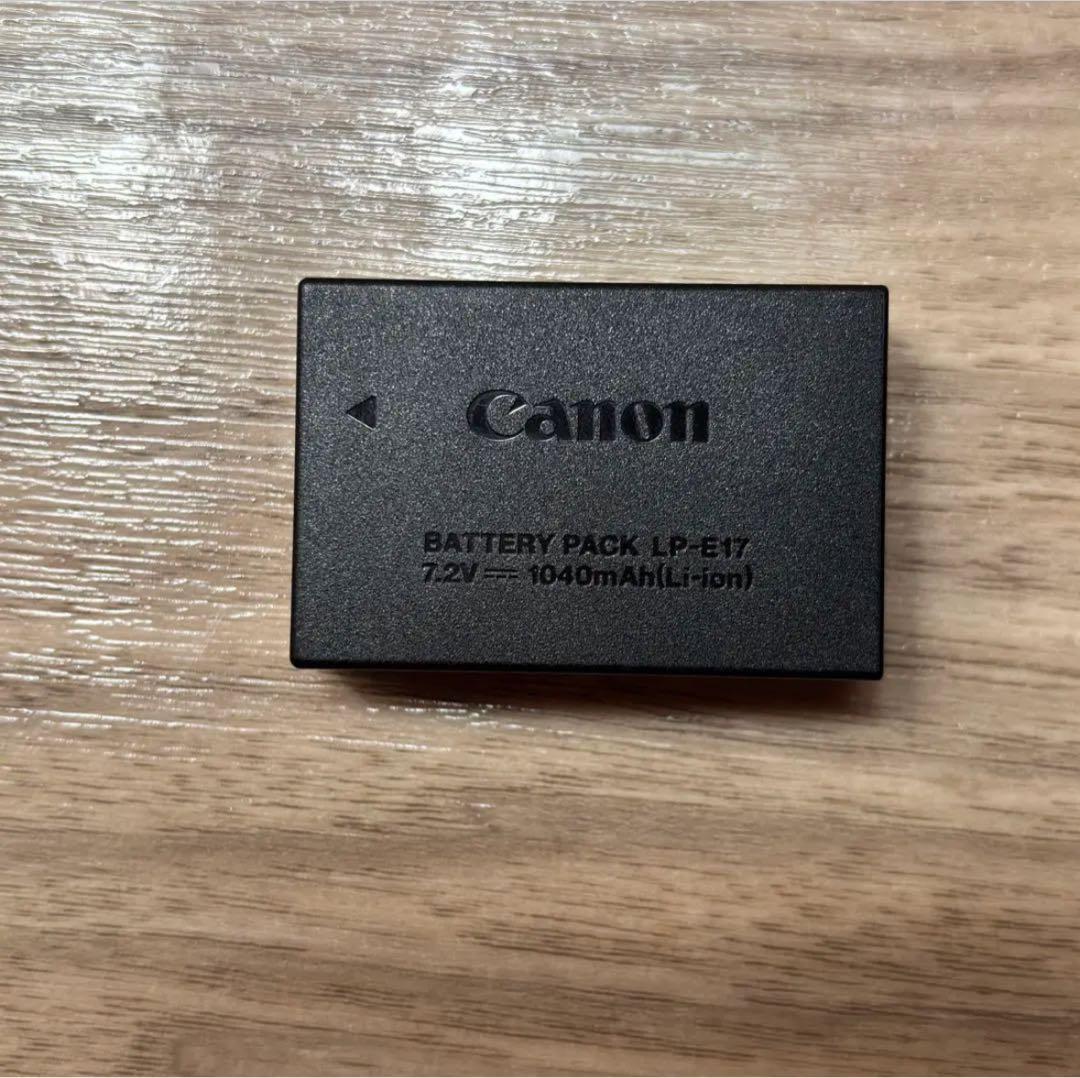 Canon
BATTERY PACK LP-E17
7.2V⎓1040mAh(Li-ion)